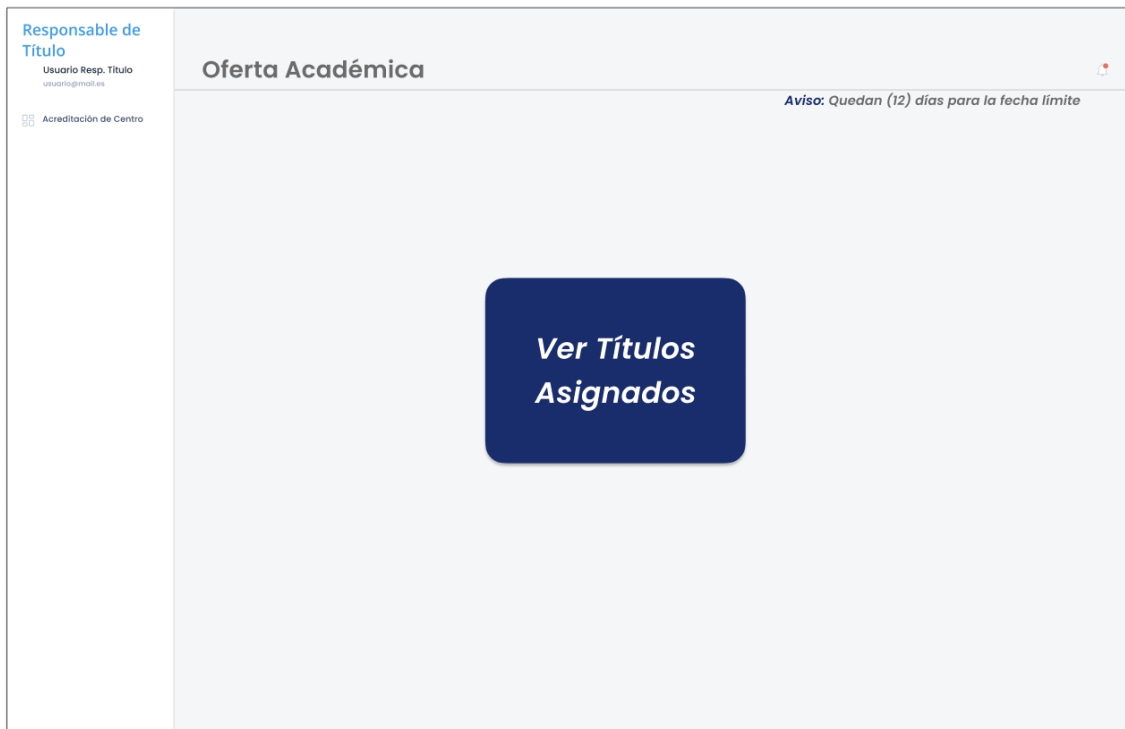 Responsable de
Título
Usuario Resp. Título
usuario@mail.es
Acreditación de Centro
Oferta Académica
Aviso: Quedan (12) días para la fecha límite
Ver Títulos
Asignados